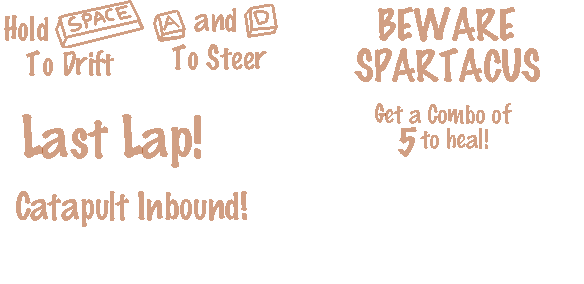 Hold SPACE
To Drift
A and D
To Steer
BEWARE
SPARTACUS
Get a Combo of
5 to heal!
Last Lap!
Catapult Inbound!